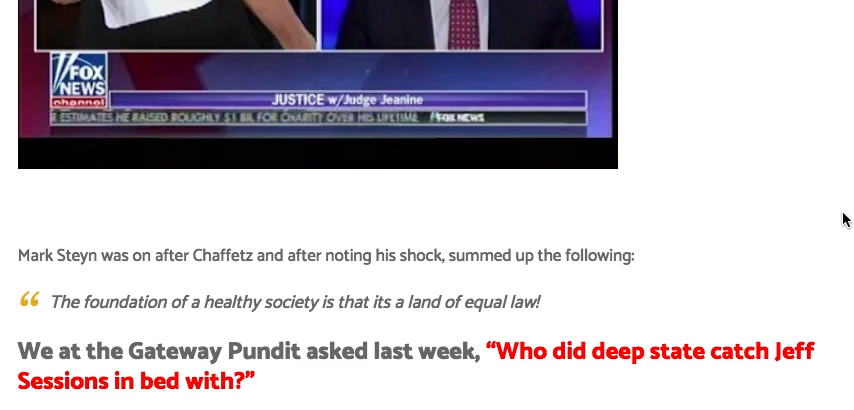 FOX
NEWS
channel
JUSTICE w/Judge Jeanine
ESTIMATES HE RAISED ROUGHLY $1 BIL FOR CHARITY OVER HIS LIFETIME FOX NEWS
Mark Steyn was on after Chaffetz and after noting his shock, summed up the following:
“ The foundation of a healthy society is that its a land of equal law!
We at the Gateway Pundit asked last week, “Who did deep state catch Jeff
Sessions in bed with?”